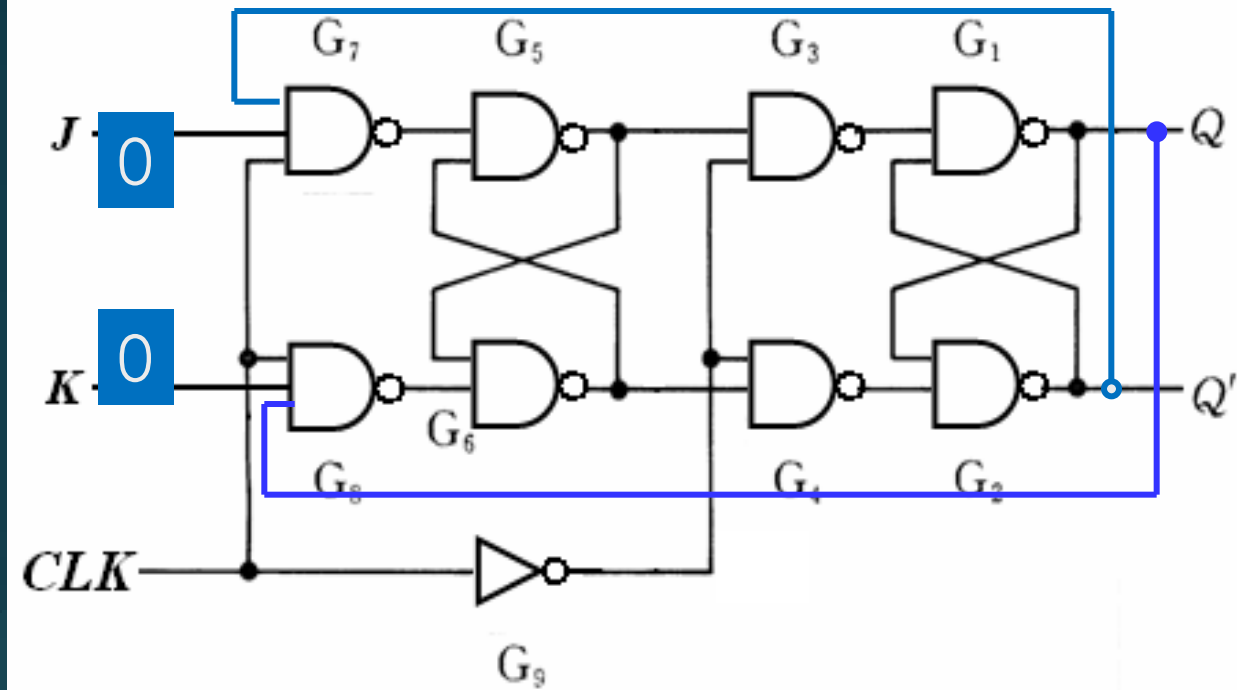 G₇ G₅ G₃ G₁
J 0 Q
K 0 Q'
G₆
G₈ G₄ G₂
CLK
G₉